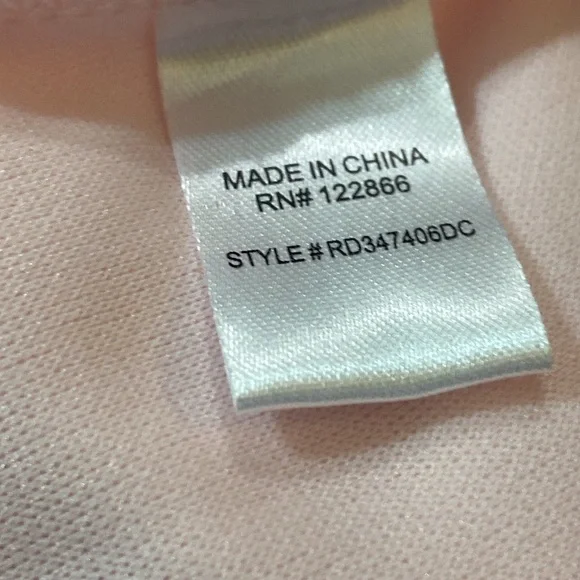 MADE IN CHINA
RN# 122866
STYLE # RD347406DC